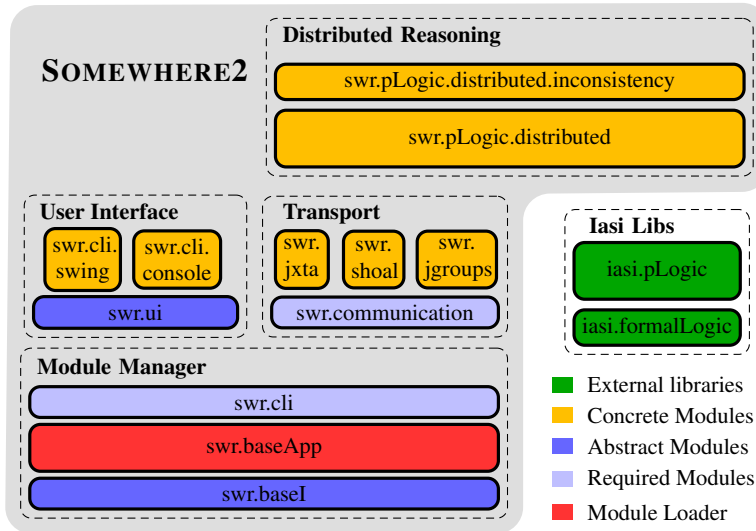 SOMEWHERE2
Distributed Reasoning
swr.pLogic.distributed.inconsistency
swr.pLogic.distributed
User Interface
swr.cli.
swing
swr.cli.
console
swr.ui
Transport
swr.
jxta
swr.
shoal
swr.
jgroups
swr.communication
Iasi Libs
iasi.pLogic
iasi.formalLogic
Module Manager
swr.cli
swr.baseApp
swr.baseI
External libraries
Concrete Modules
Abstract Modules
Required Modules
Module Loader